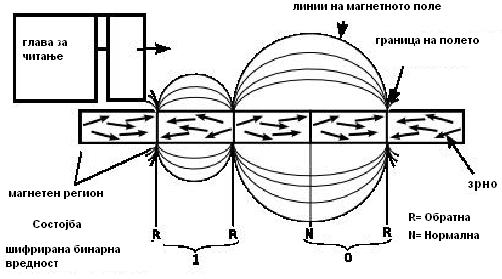 линии на магнетното поле
глава за
читање
граница на полето
магнетен регион
зрно
Состојба
R R N R
R= Обратна
N= Нормална
шифрирана бинарна
вредност
1 0